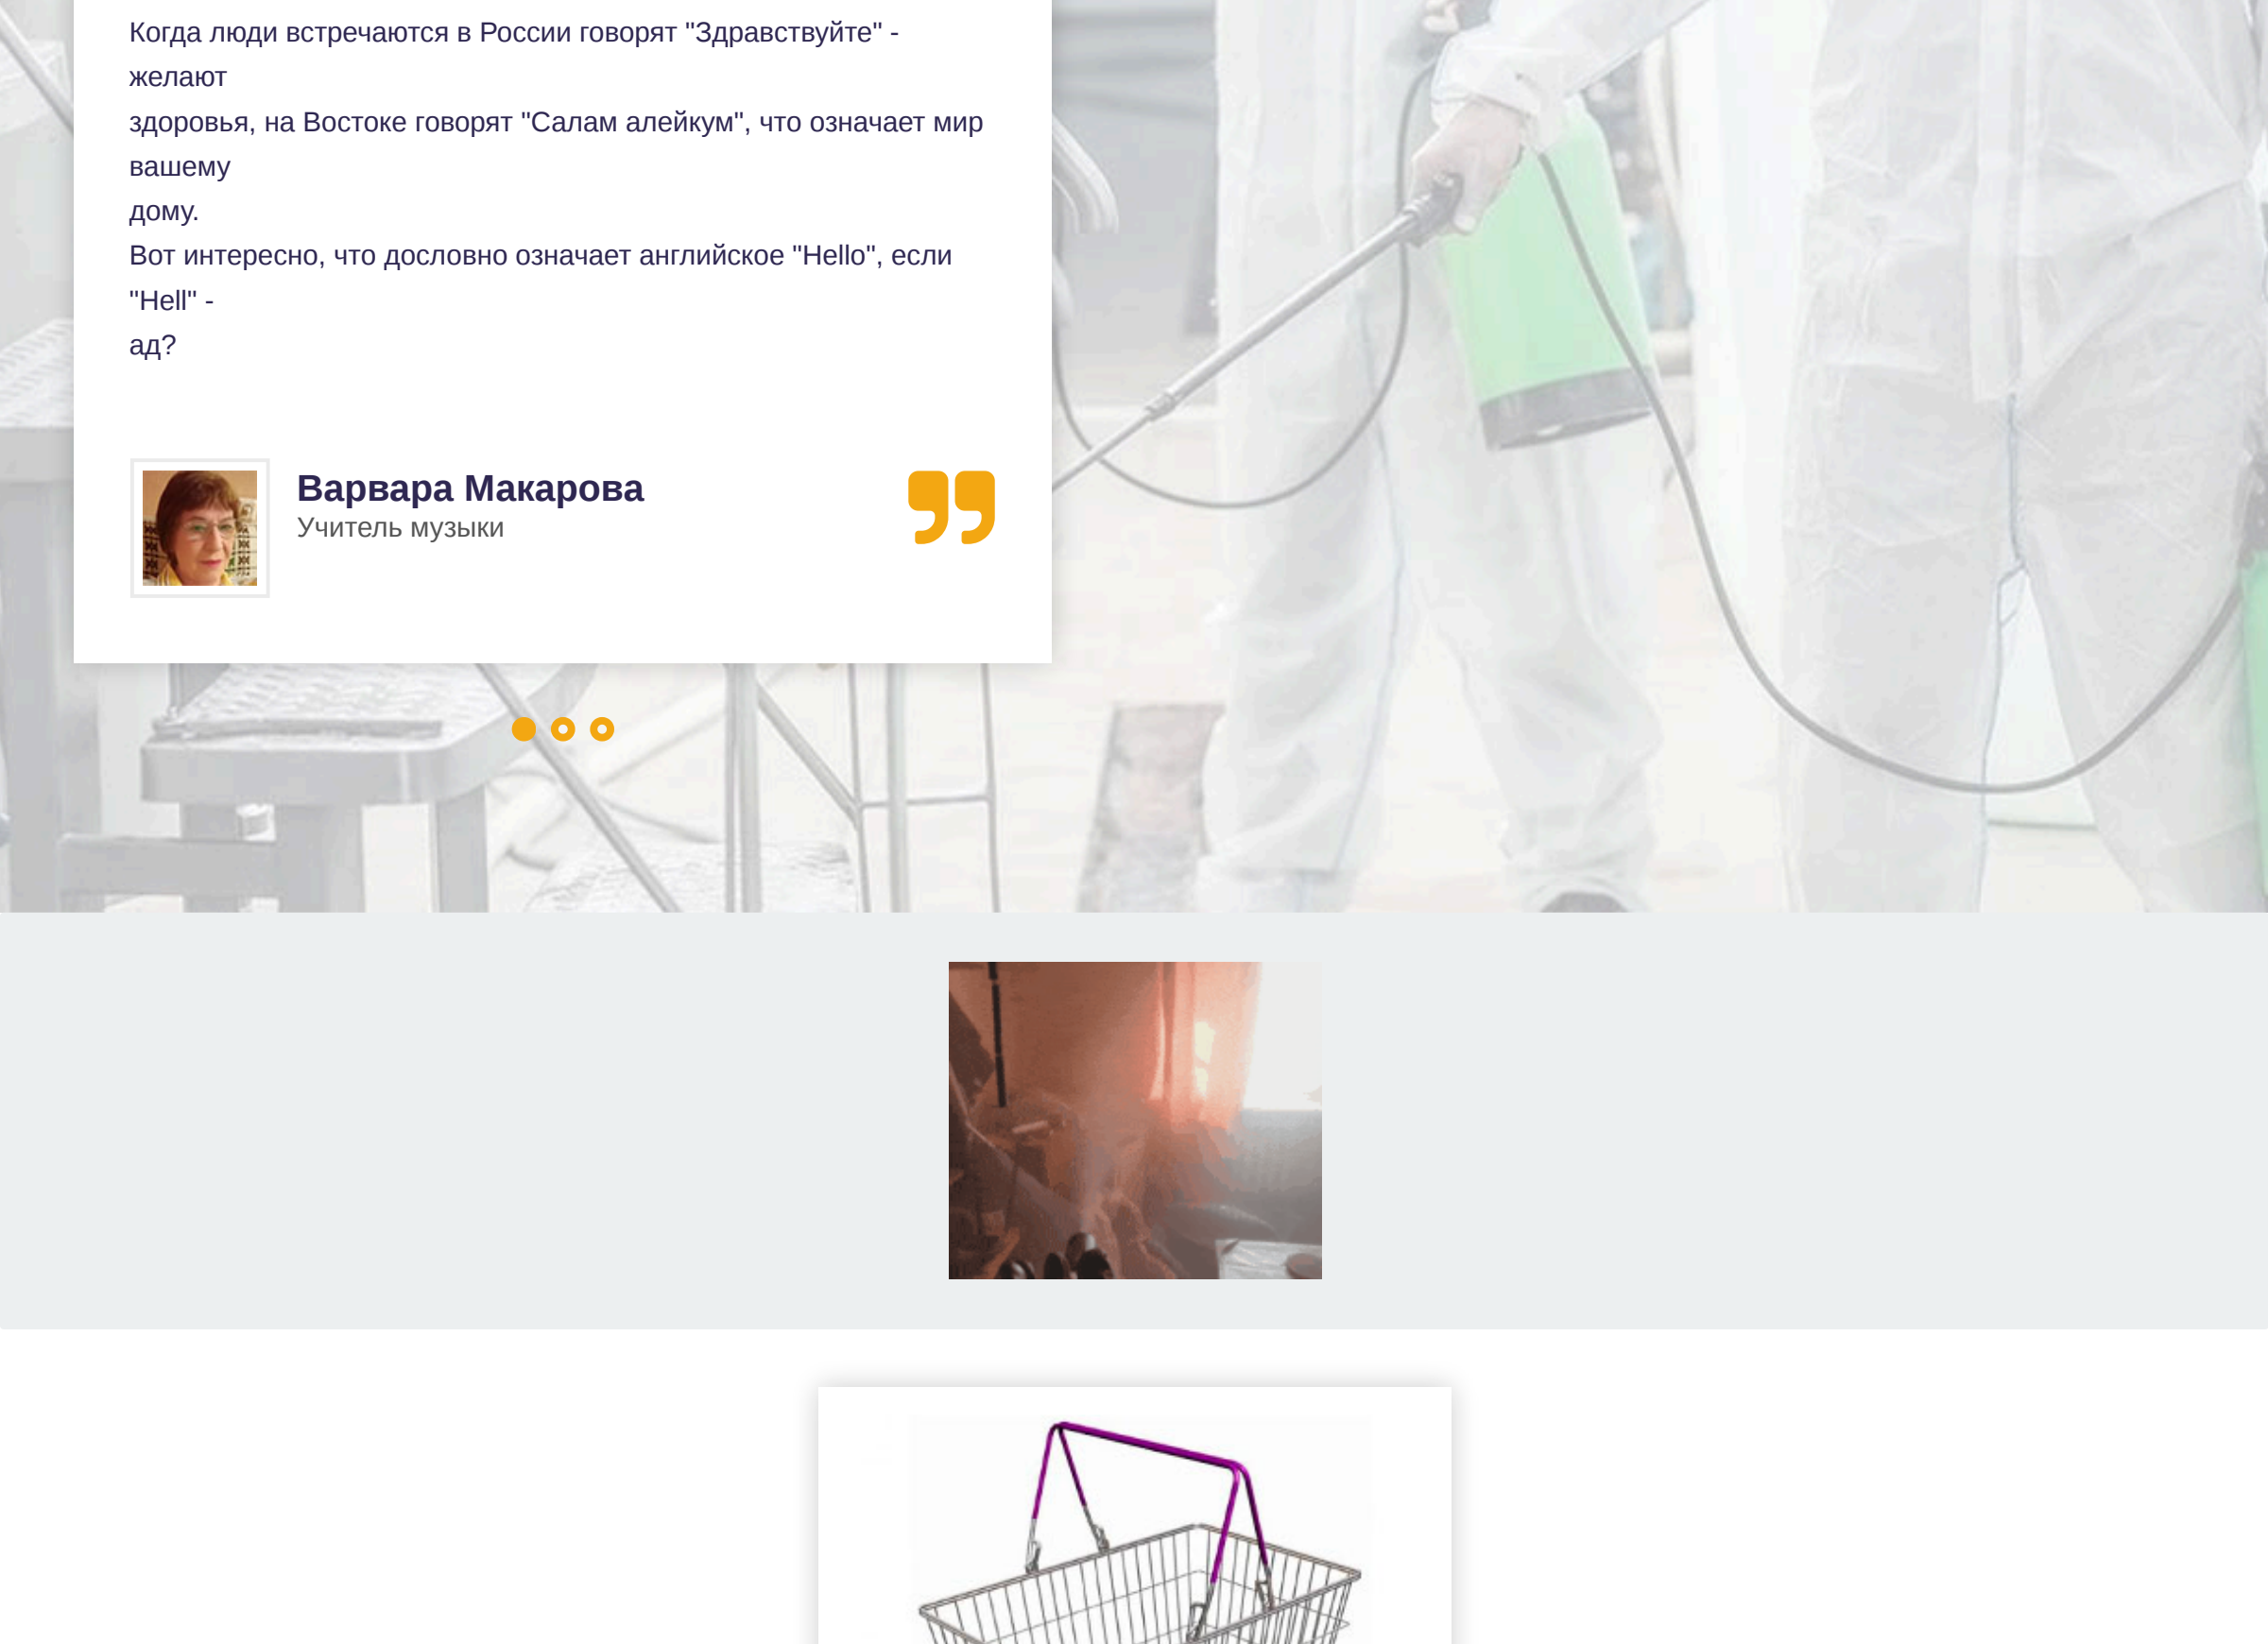 Когда люди встречаются в России говорят "Здравствуйте" -
желают
здоровья, на Востоке говорят "Салам алейкум", что означает мир
вашему
дому.
Вот интересно, что дословно означает английское "Hello", если
"Hell" -
ад?
Варвара Макарова
Учитель музыки